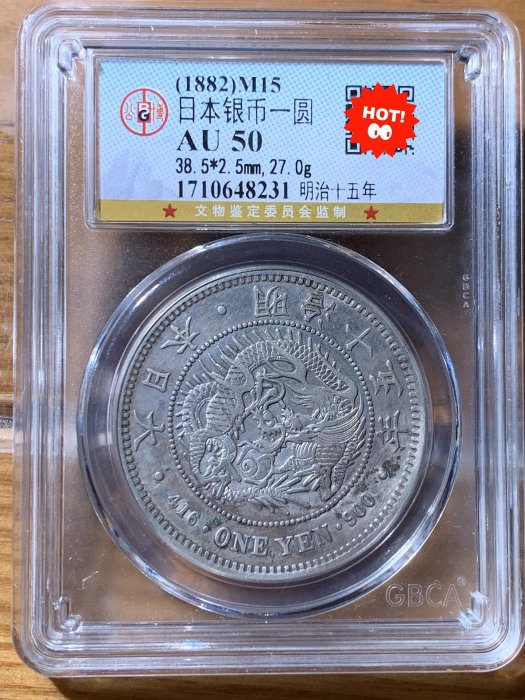 (1882)M15
公 博
日本银币一圆
HOT!
AU 50
38.5*2.5mm,27.0g
1710648231 明治十五年
★ 文物鉴定委员会监制 ★
GBCA
大日本・明治十五年
416・ONE YEN・900
GBCA®